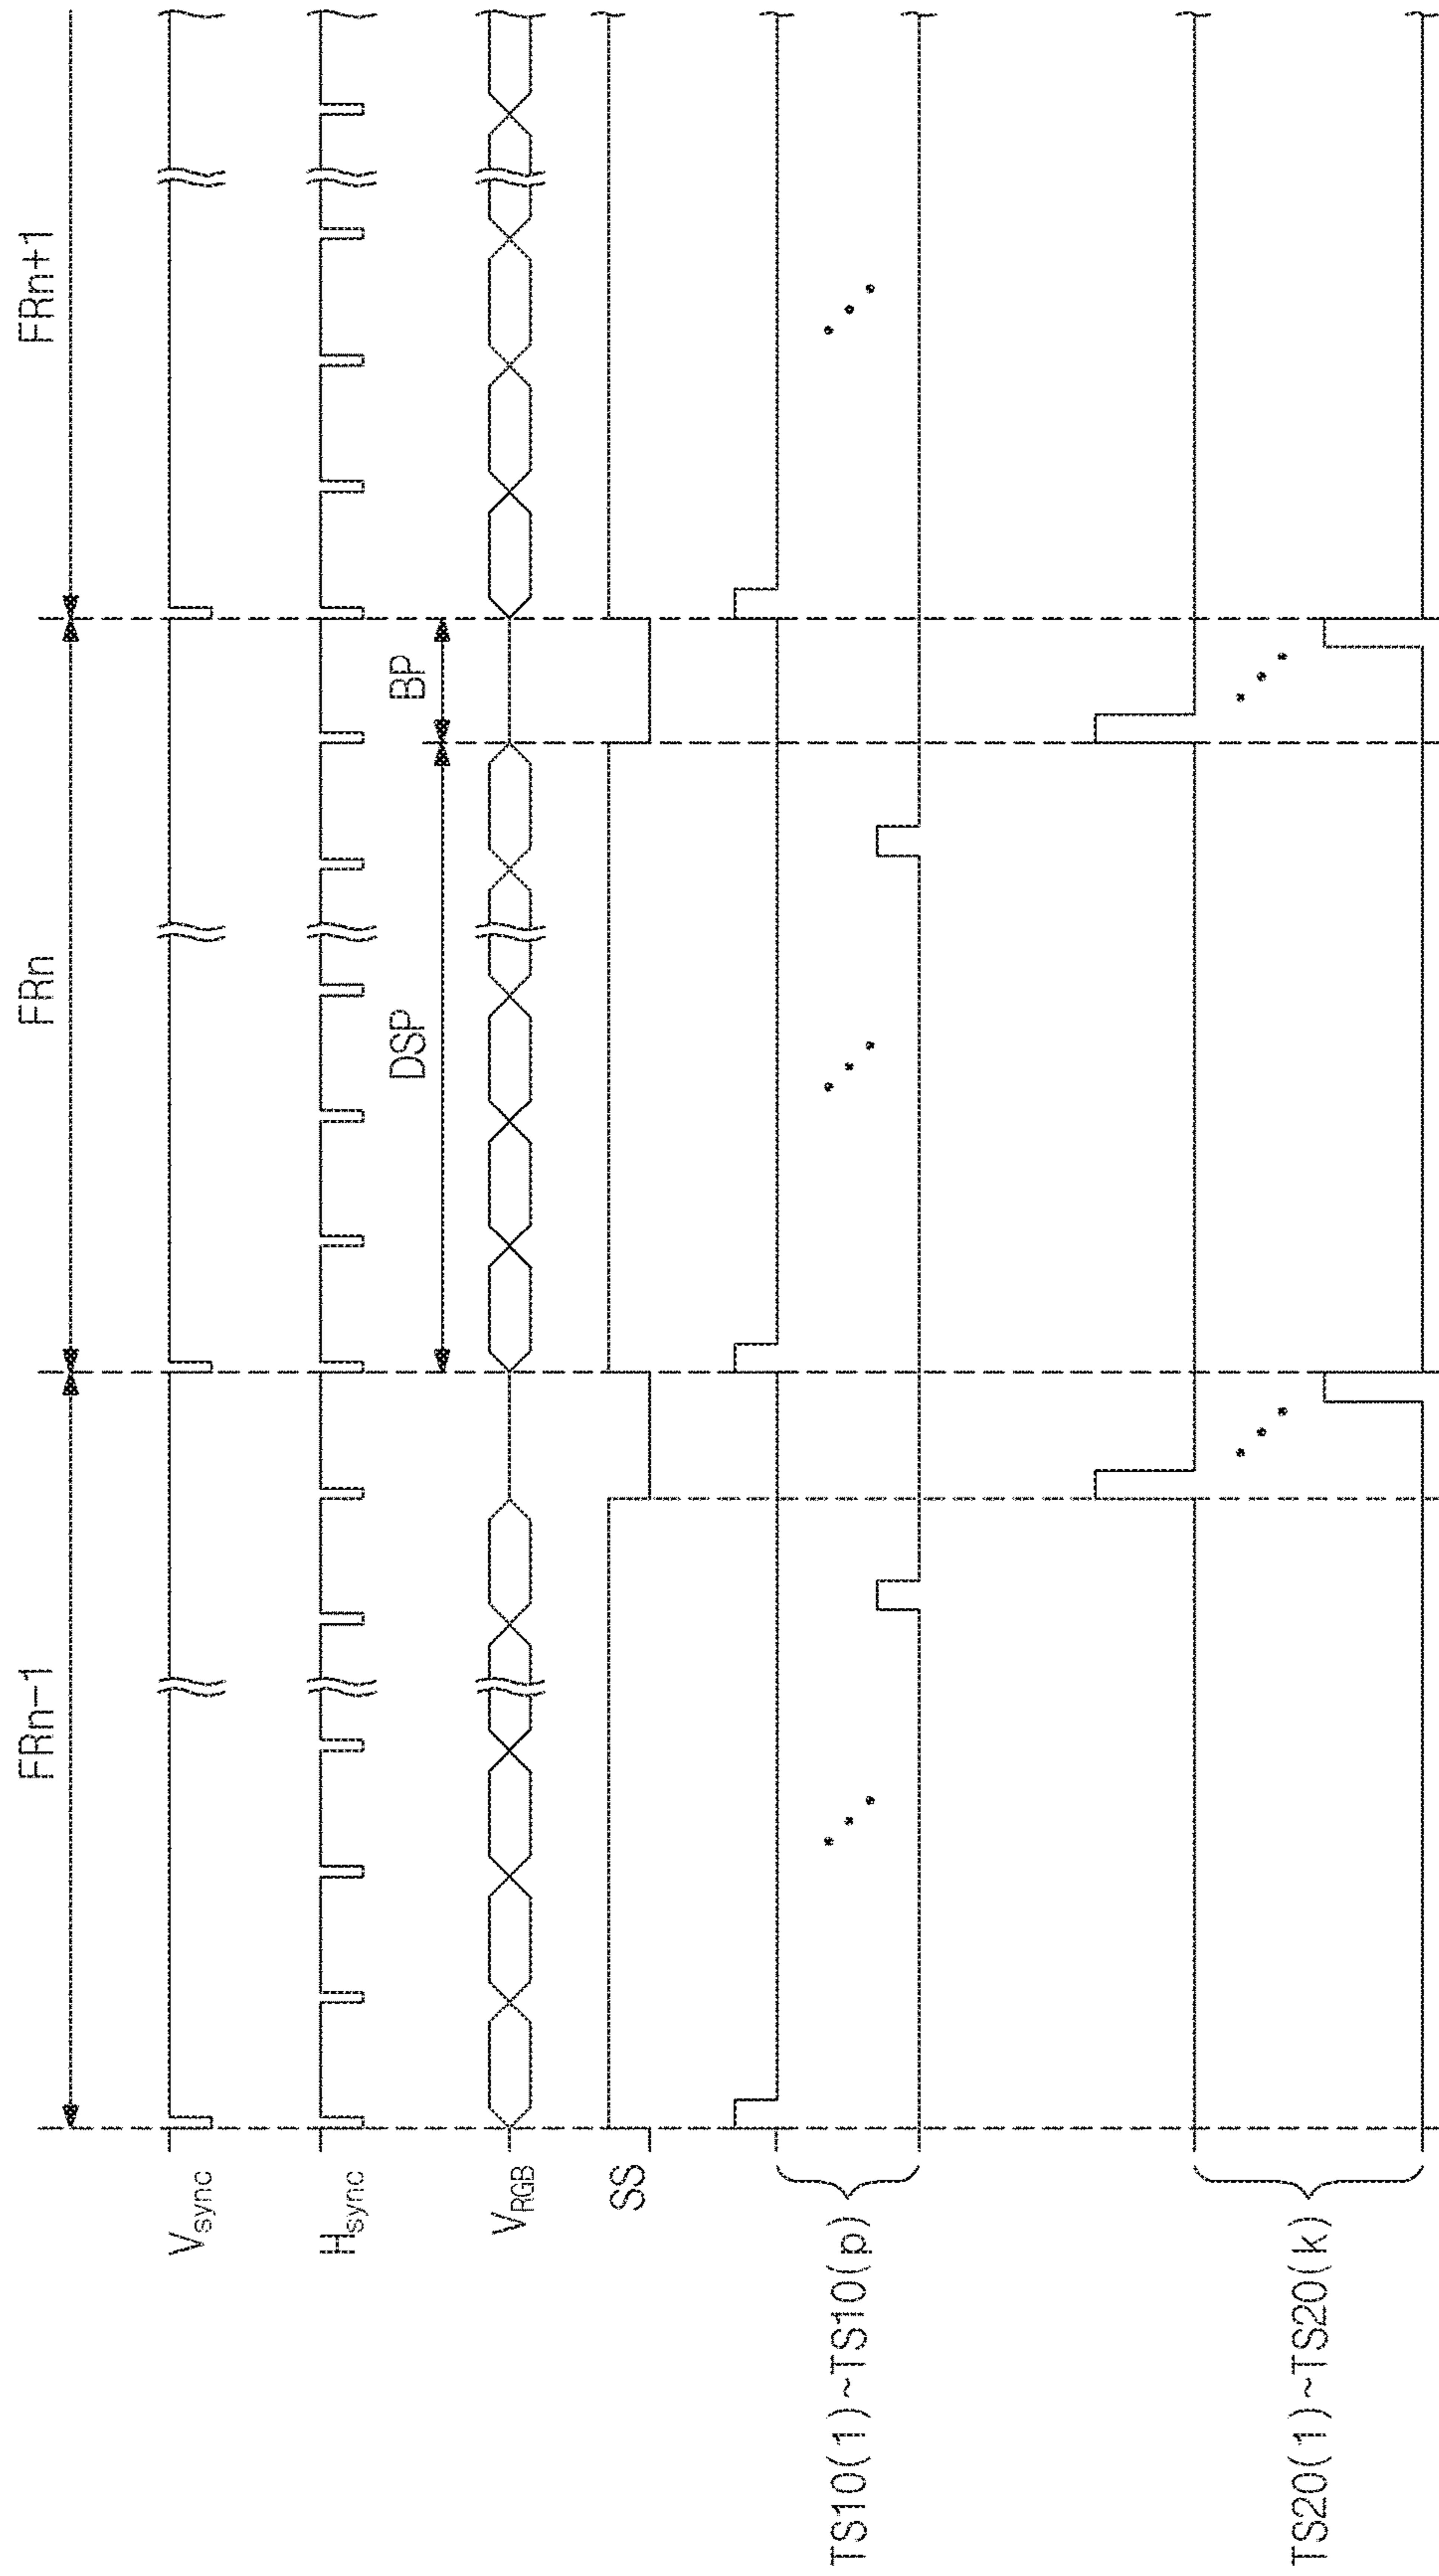 FRn-1
FRn
FRn+1
Vsync
Hsync
DSP
BP
VRGB
SS
TS10(1)~TS10(p)
TS20(1)~TS20(k)